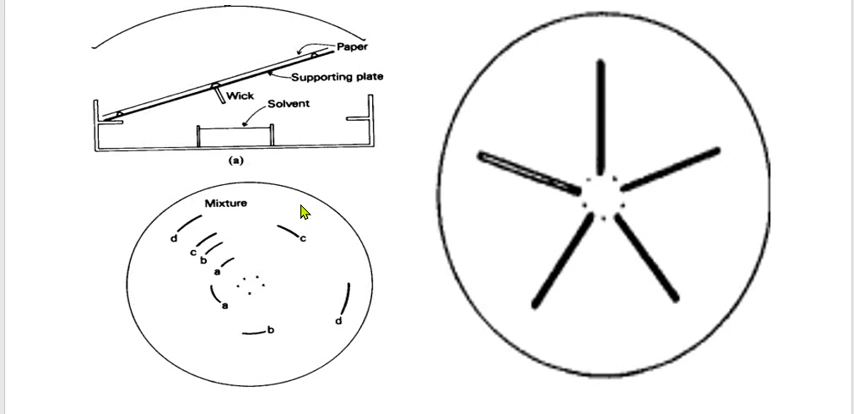 Paper
Supporting plate
Wick
Solvent
(a)
Mixture
d
c
c
b
a
a
d
b